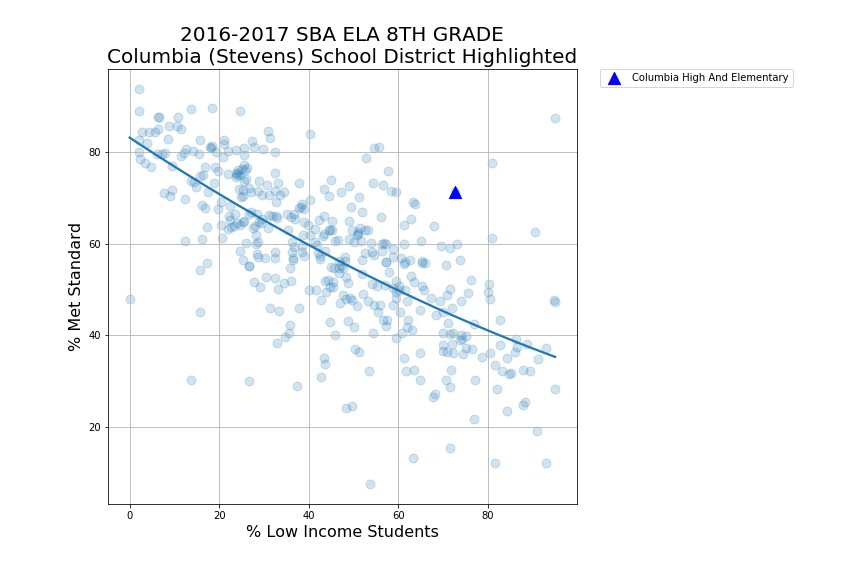 2016-2017 SBA ELA 8TH GRADE
Columbia (Stevens) School District Highlighted
Columbia High And Elementary
% Met Standard
80
60
40
20
0 20 40 60 80
% Low Income Students